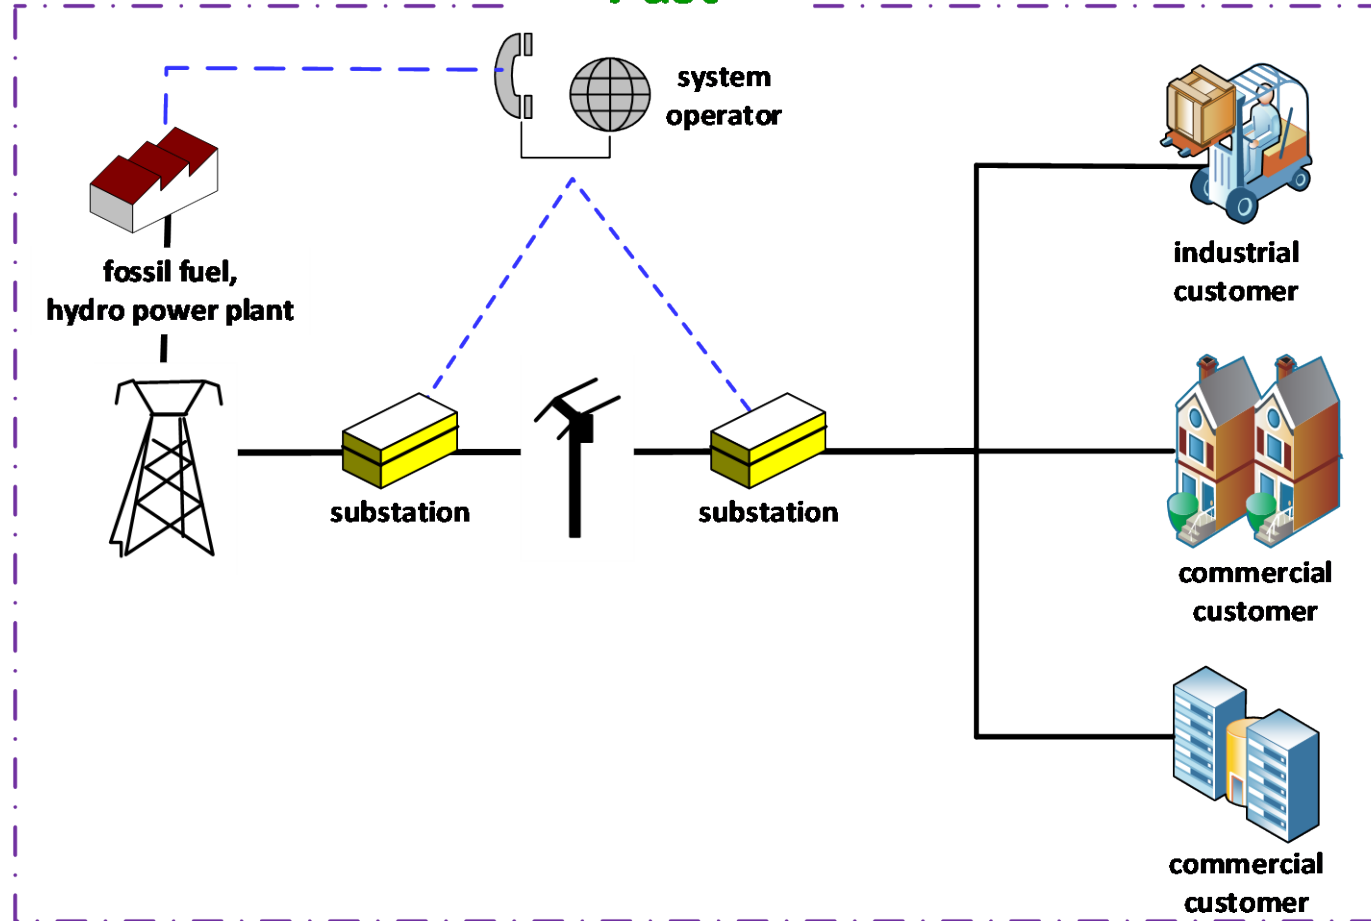 system
operator
fossil fuel,
hydro power plant
industrial
customer
substation
substation
commercial
customer
commercial
customer